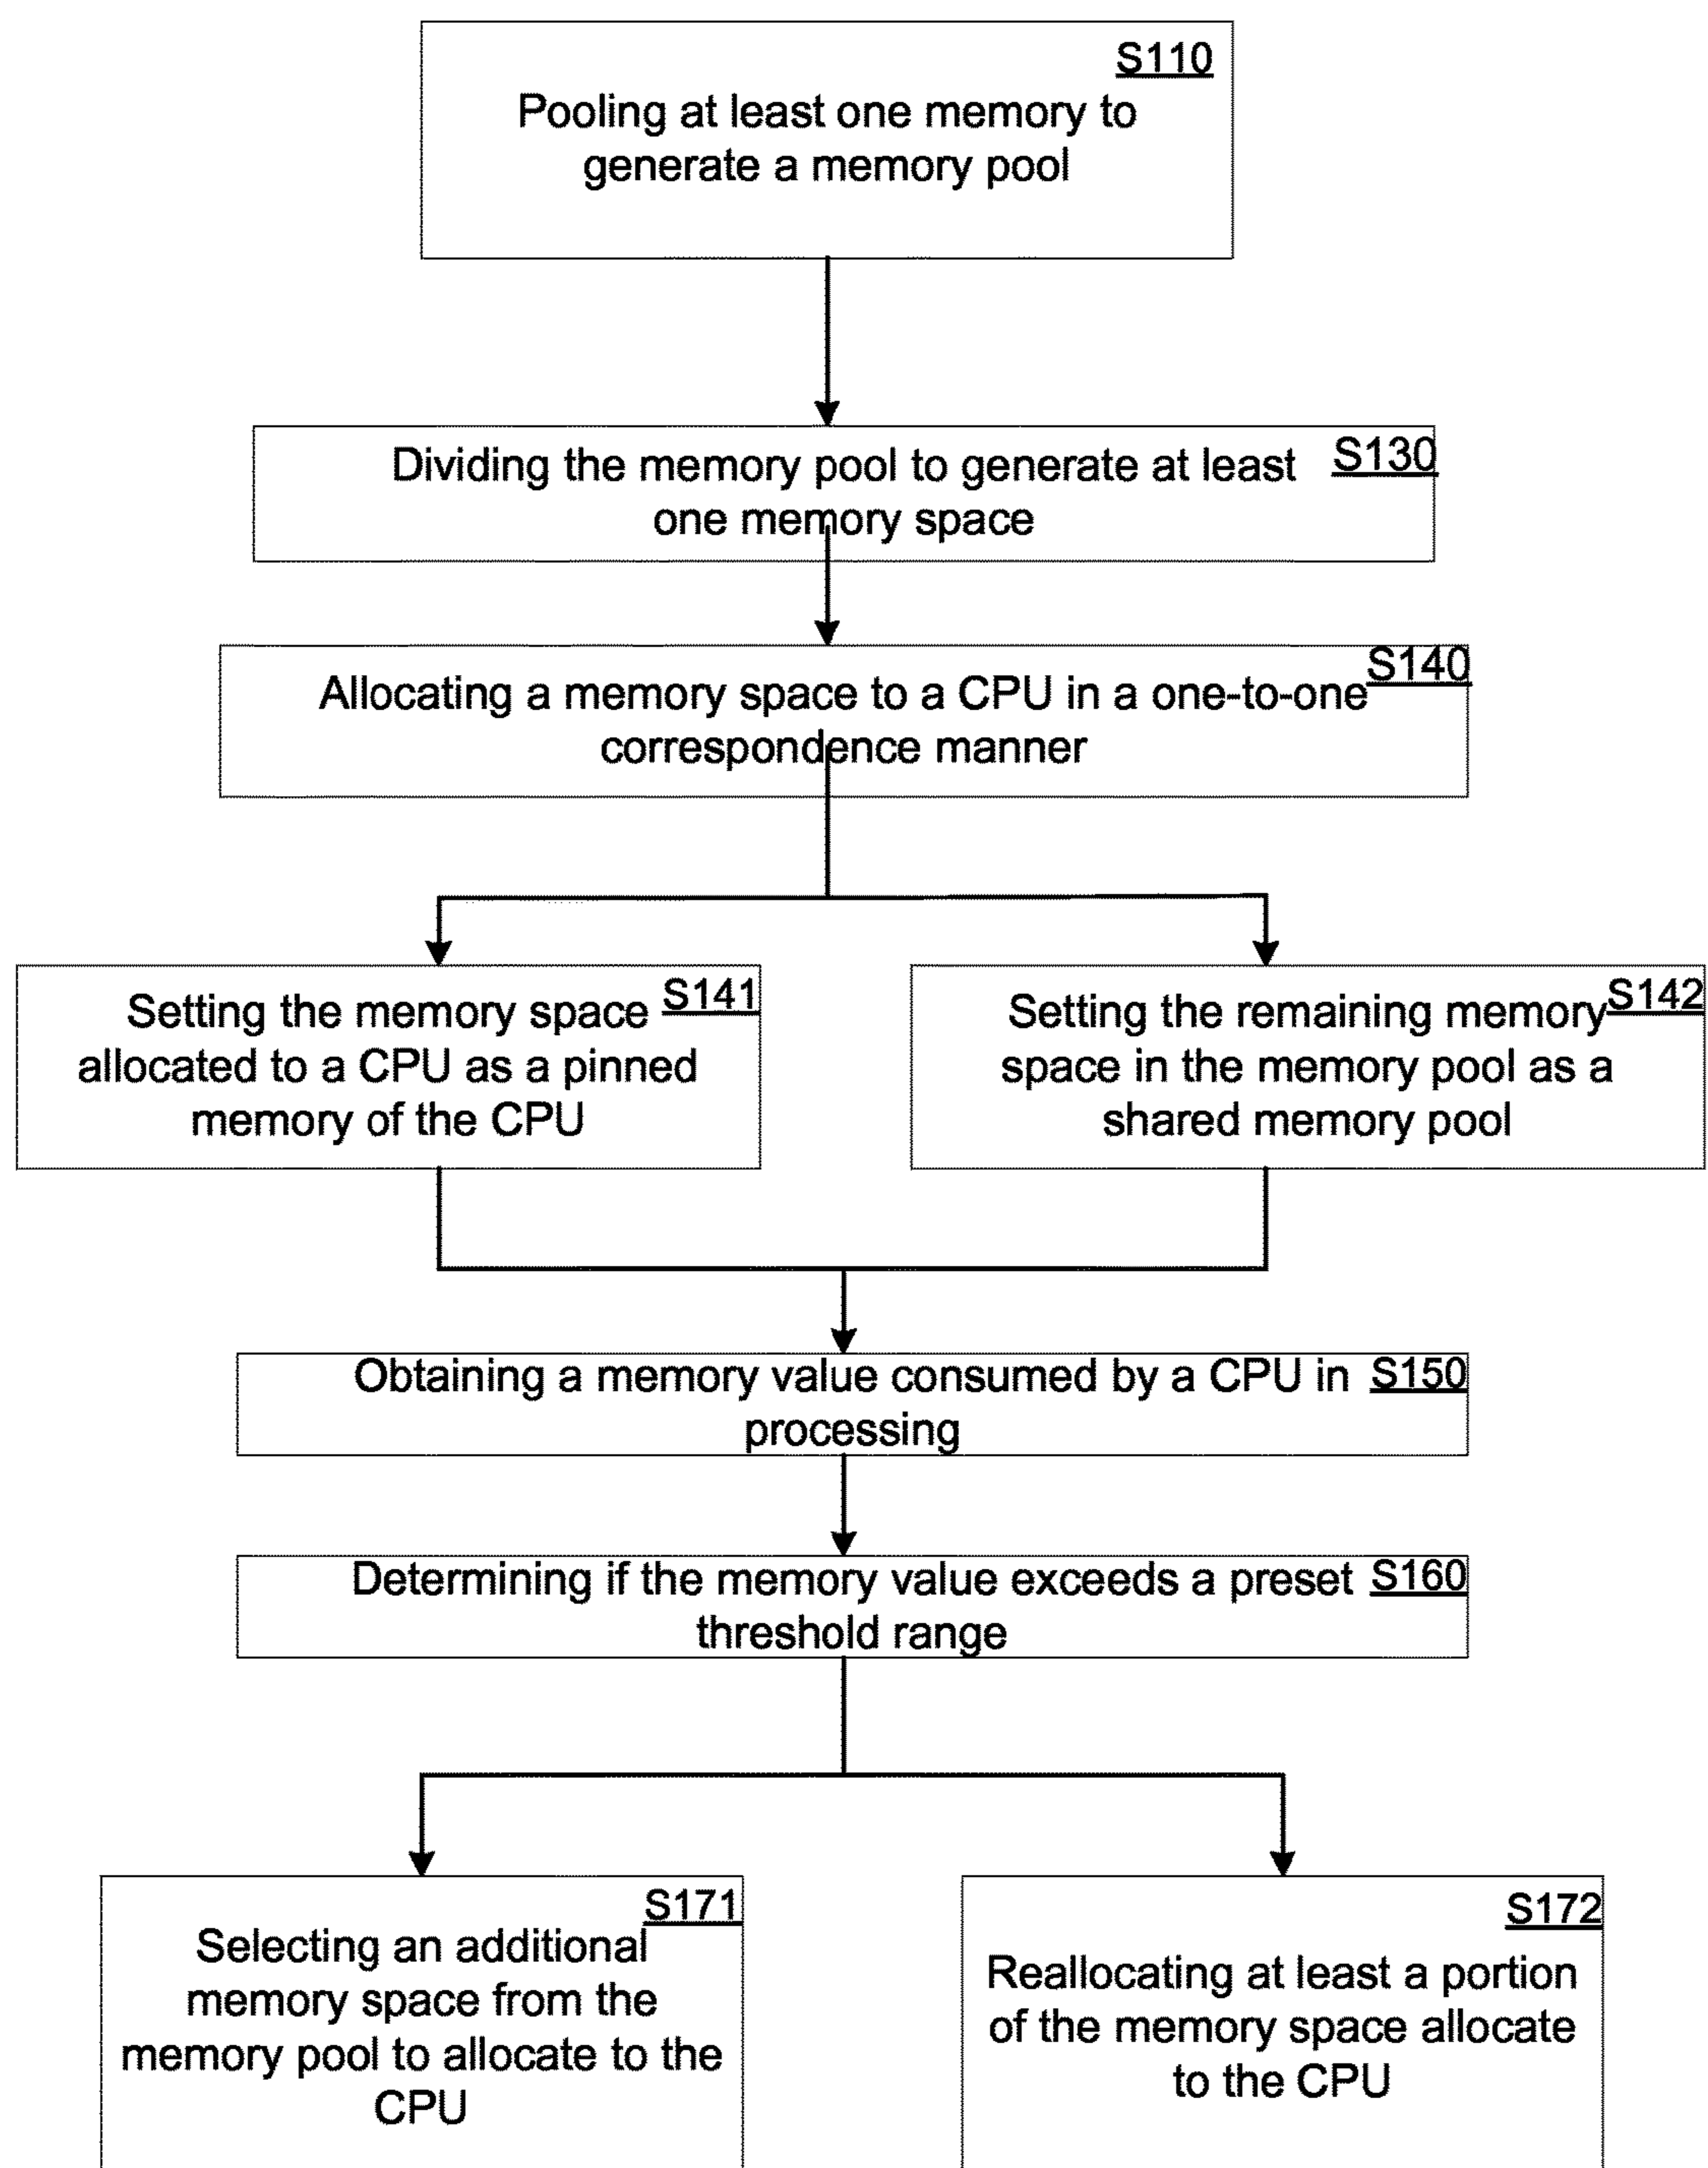 S110
Pooling at least one memory to
generate a memory pool
Dividing the memory pool to generate at least S130
one memory space
S140
Allocating a memory space to a CPU in a one-to-one
correspondence manner
S141
Setting the memory space
allocated to a CPU as a pinned
memory of the CPU
S142
Setting the remaining memory
space in the memory pool as a
shared memory pool
Obtaining a memory value consumed by a CPU in S150
processing
Determining if the memory value exceeds a preset S160
threshold range
S171
Selecting an additional
memory space from the
memory pool to allocate to the
CPU
S172
Reallocating at least a portion
of the memory space allocate
to the CPU